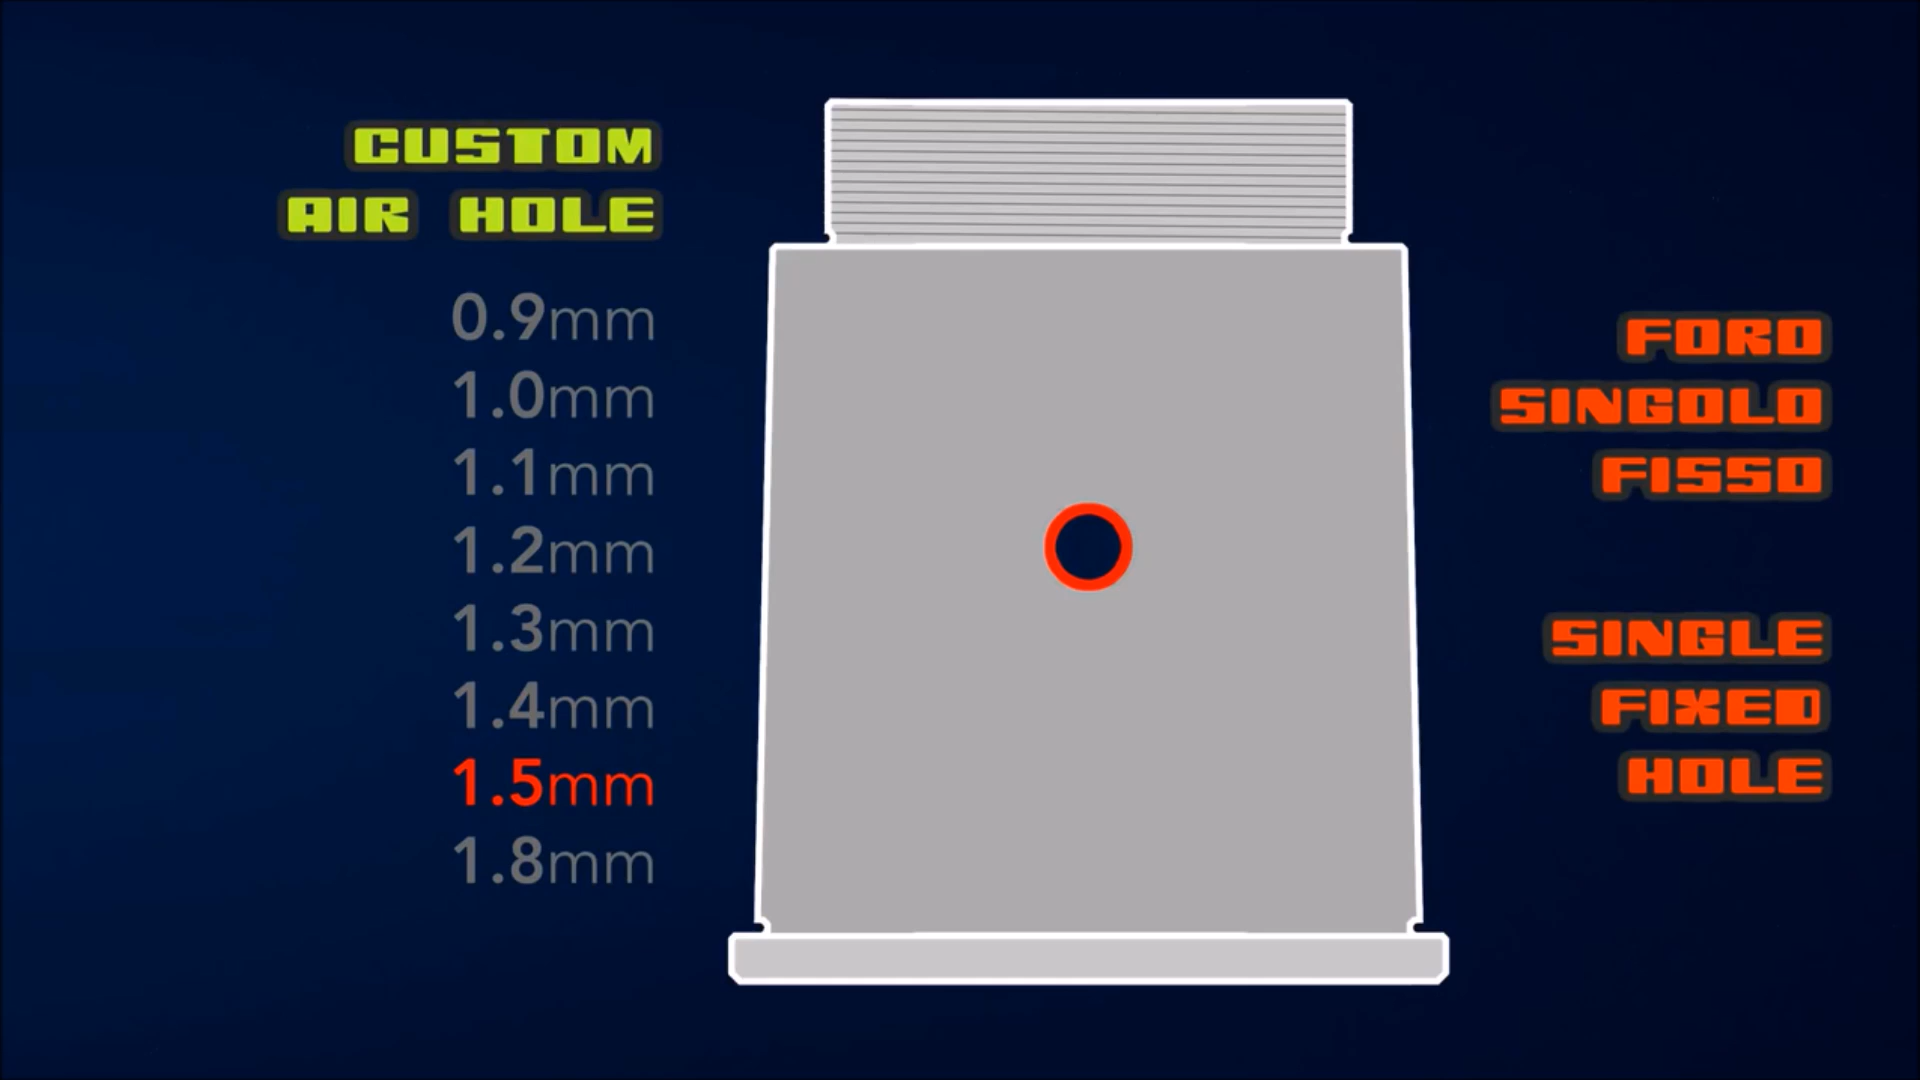 CUSTOM
AIR HOLE
0.9mm
1.0mm
1.1mm
1.2mm
1.3mm
1.4mm
1.5mm
1.8mm
FORO
SINGOLO
FISSO
SINGLE
FIXED
HOLE